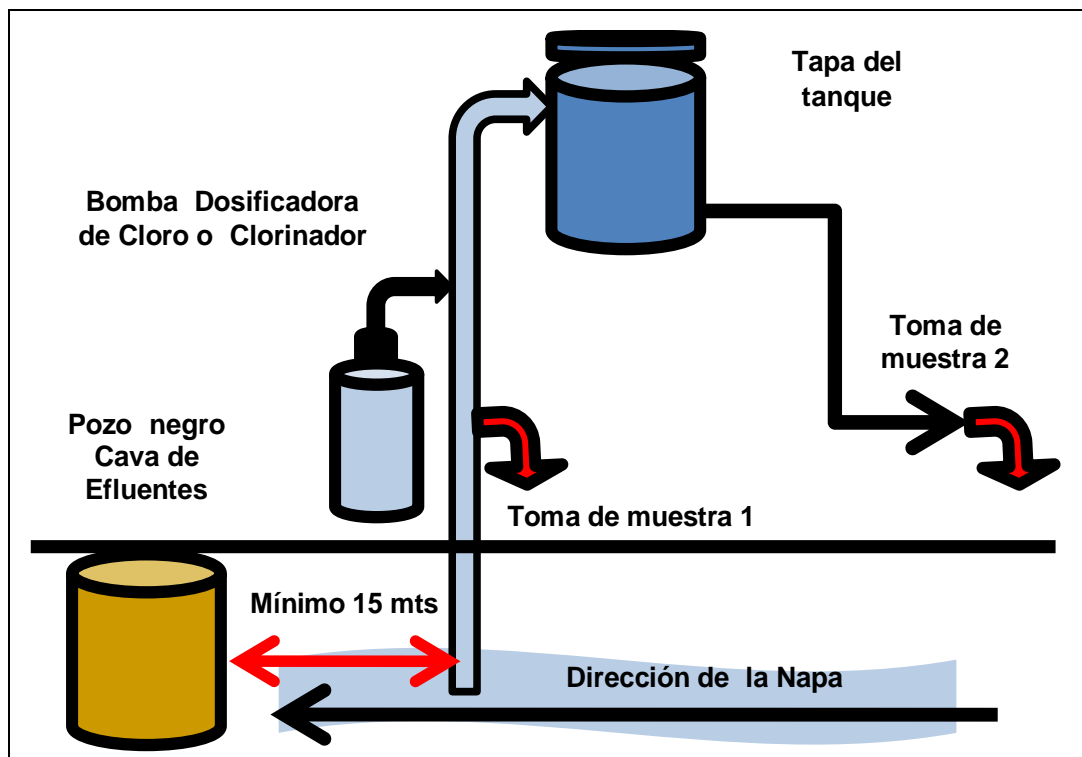 Tapa del
tanque
Bomba Dosificadora
de Cloro o Clorinador
Toma de
muestra 2
Pozo negro
Cava de
Efluentes
Toma de muestra 1
Mínimo 15 mts
Dirección de la Napa